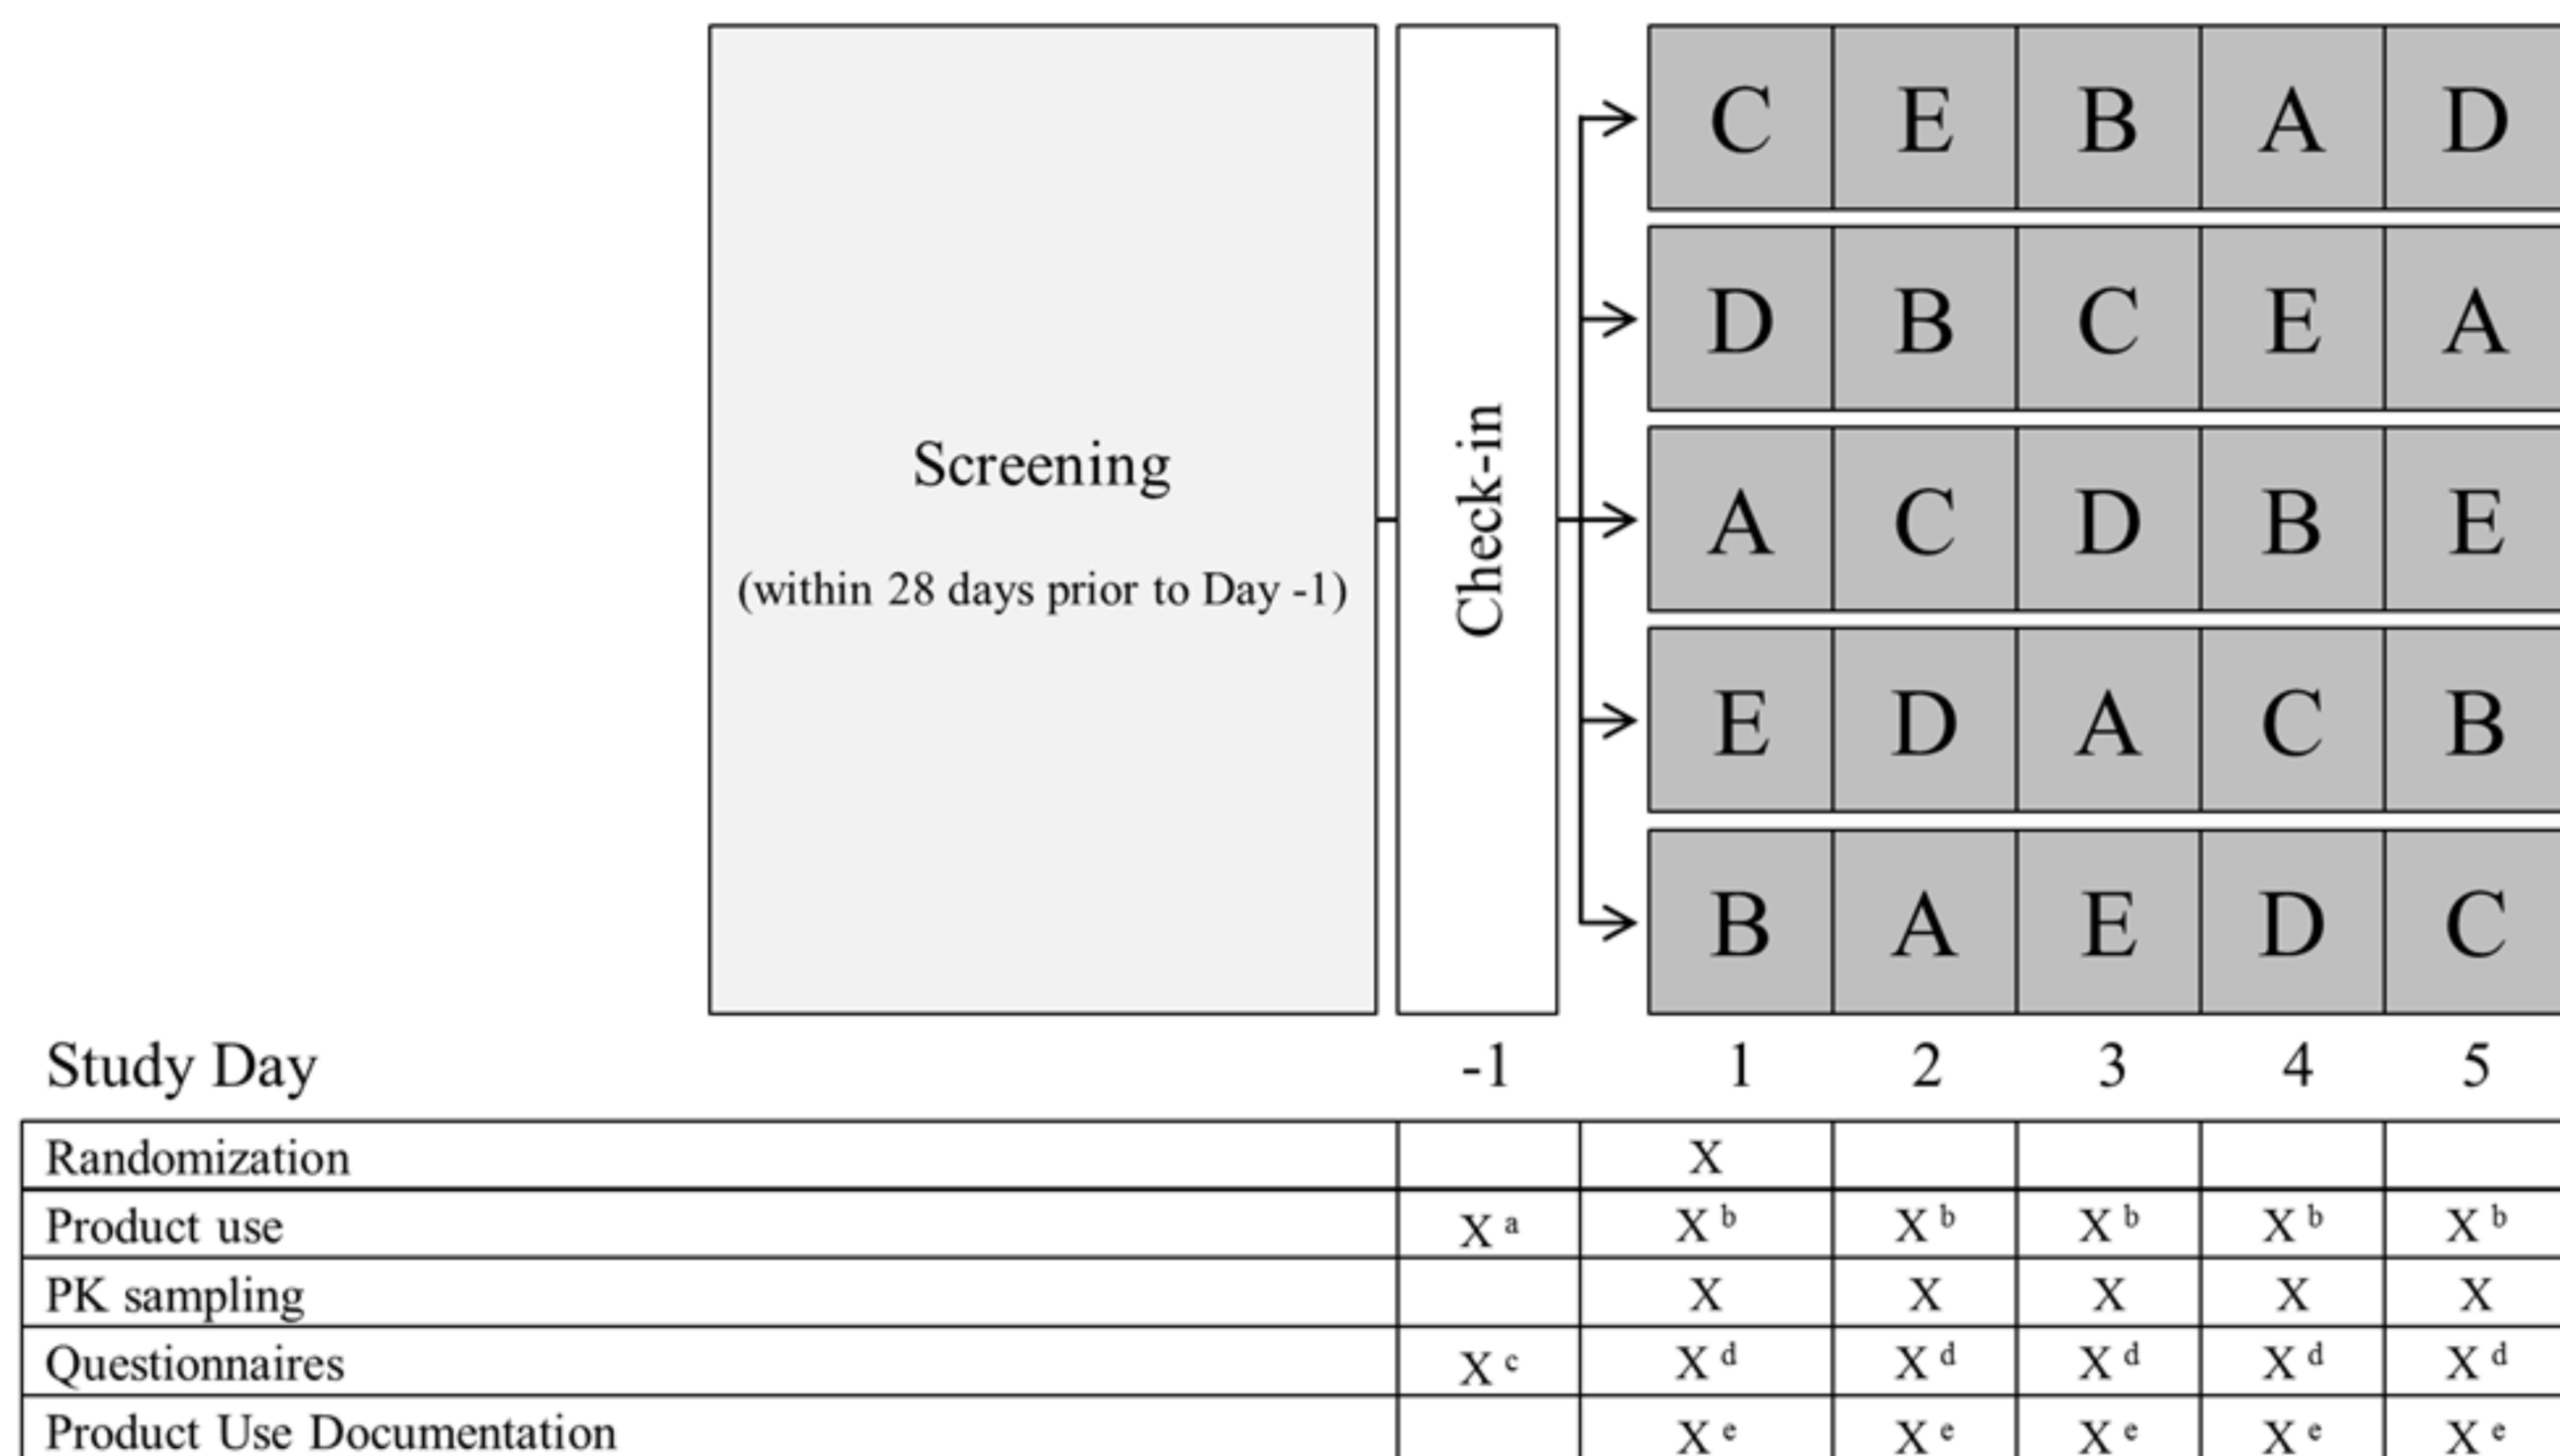 C E B A D
D B C E A
Screening
(within 28 days prior to Day -1)
Check-in
A C D B E
E D A C B
B A E D C
Study Day -1 1 2 3 4 5
Randomization X
Product use X a X b X b X b X b X b
PK sampling X X X X X
Questionnaires X c X d X d X d X d X d
Product Use Documentation X e X e X e X e X e